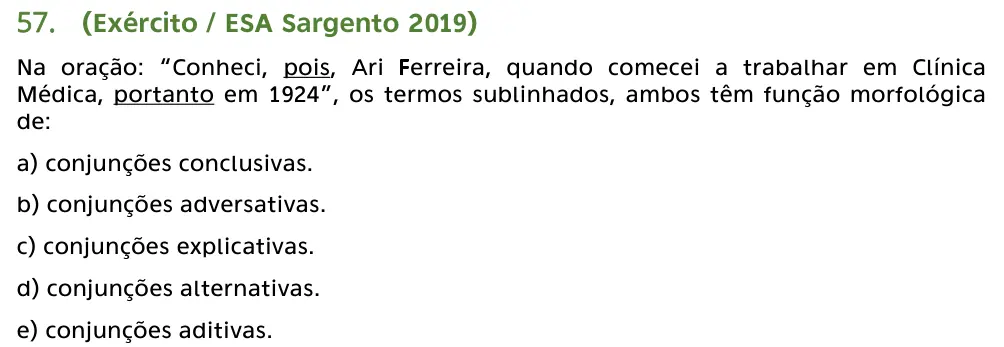 57. (Exército / ESA Sargento 2019)
Na oração: “Conheci, pois, Ari Ferreira, quando comecei a trabalhar em Clínica
Médica, portanto em 1924”, os termos sublinhados, ambos têm função morfológica
de:
a) conjunções conclusivas.
b) conjunções adversativas.
c) conjunções explicativas.
d) conjunções alternativas.
e) conjunções aditivas.